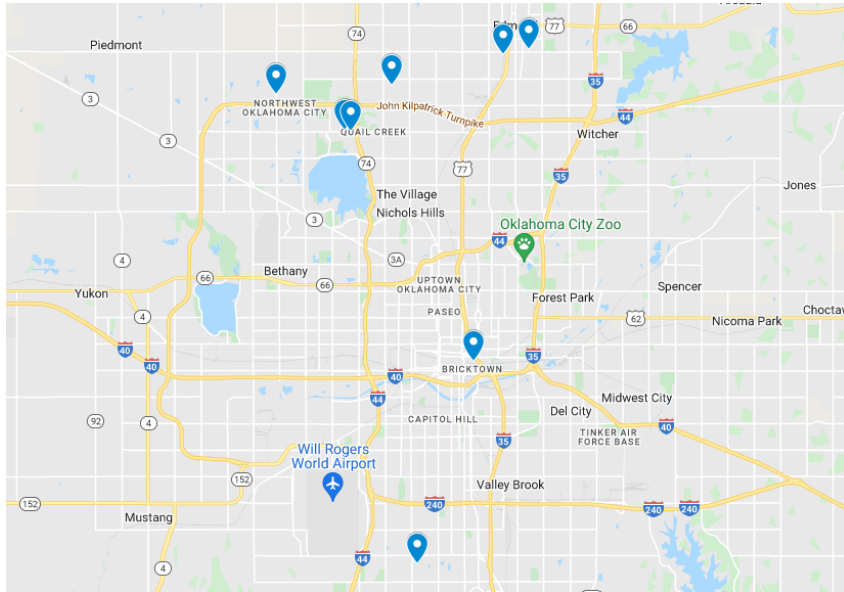 Arcadia
Edmond
77
66
74
Piedmont
35
3
NORTHWEST
OKLAHOMA CITY
John Kilpatrick Turnpike
44
QUAIL CREEK
Witcher
3
74
77
35
Jones
The Village
Nichols Hills
3
Oklahoma City Zoo
44
4
3A
Bethany
66
66
UPTOWN
OKLAHOMA CITY
Spencer
Yukon
Forest Park
PASEO
4
62
Nicoma Park
Choctaw
40
40
35
BRICKTOWN
40
44
Midwest City
Del City
92
4
CAPITOL HILL
40
TINKER AIR
FORCE BASE
35
Will Rogers
World Airport
152
Valley Brook
152
240
240
240
Mustang
44
4